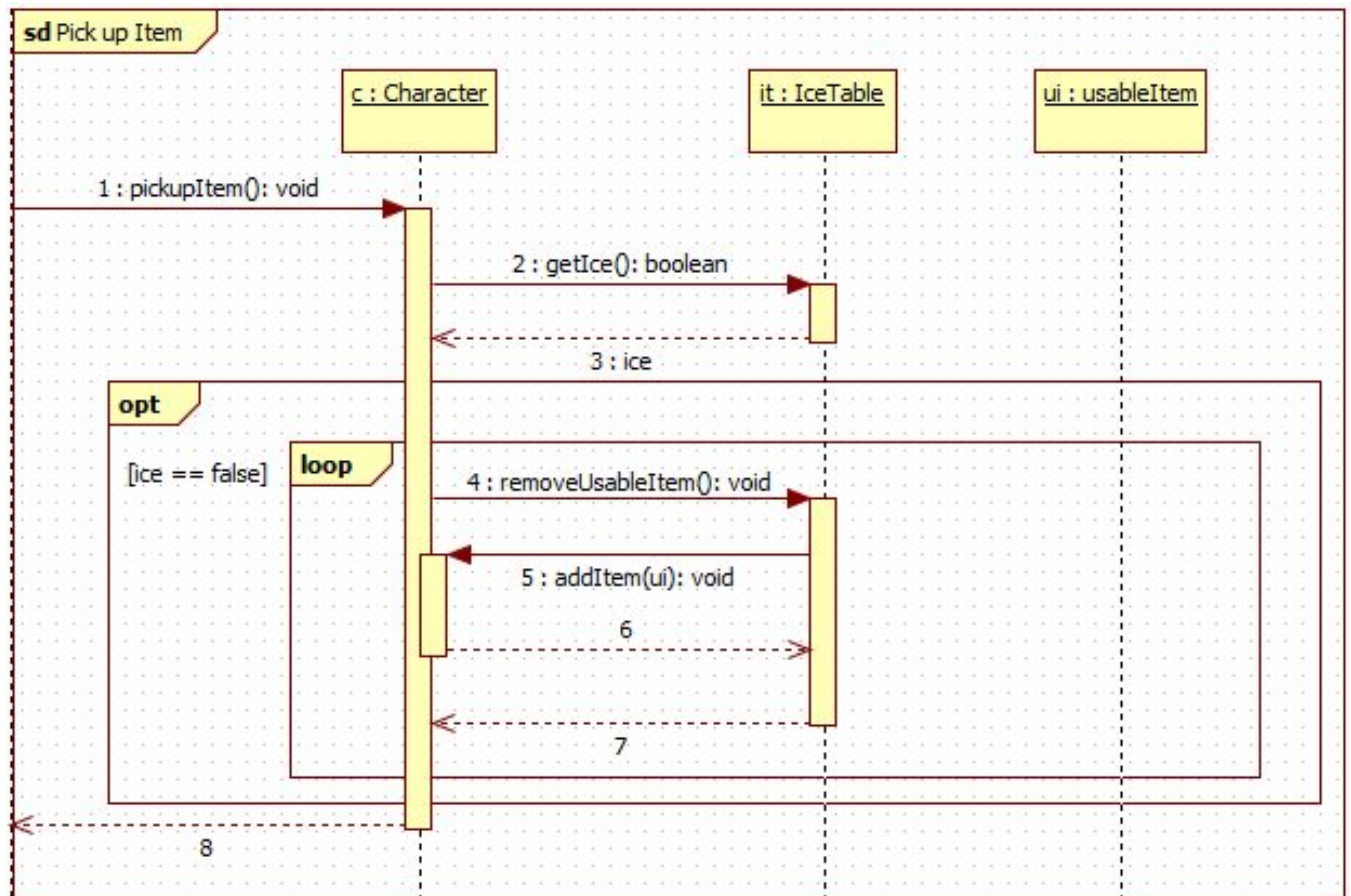 sd Pick up Item
c : Character
it : IceTable
ui : usableItem
1 : pickupItem(): void
2 : getIce(): boolean
3 : ice
opt
[ice == false]
loop
4 : removeUsableItem(): void
5 : addItem(ui): void
6
7
8